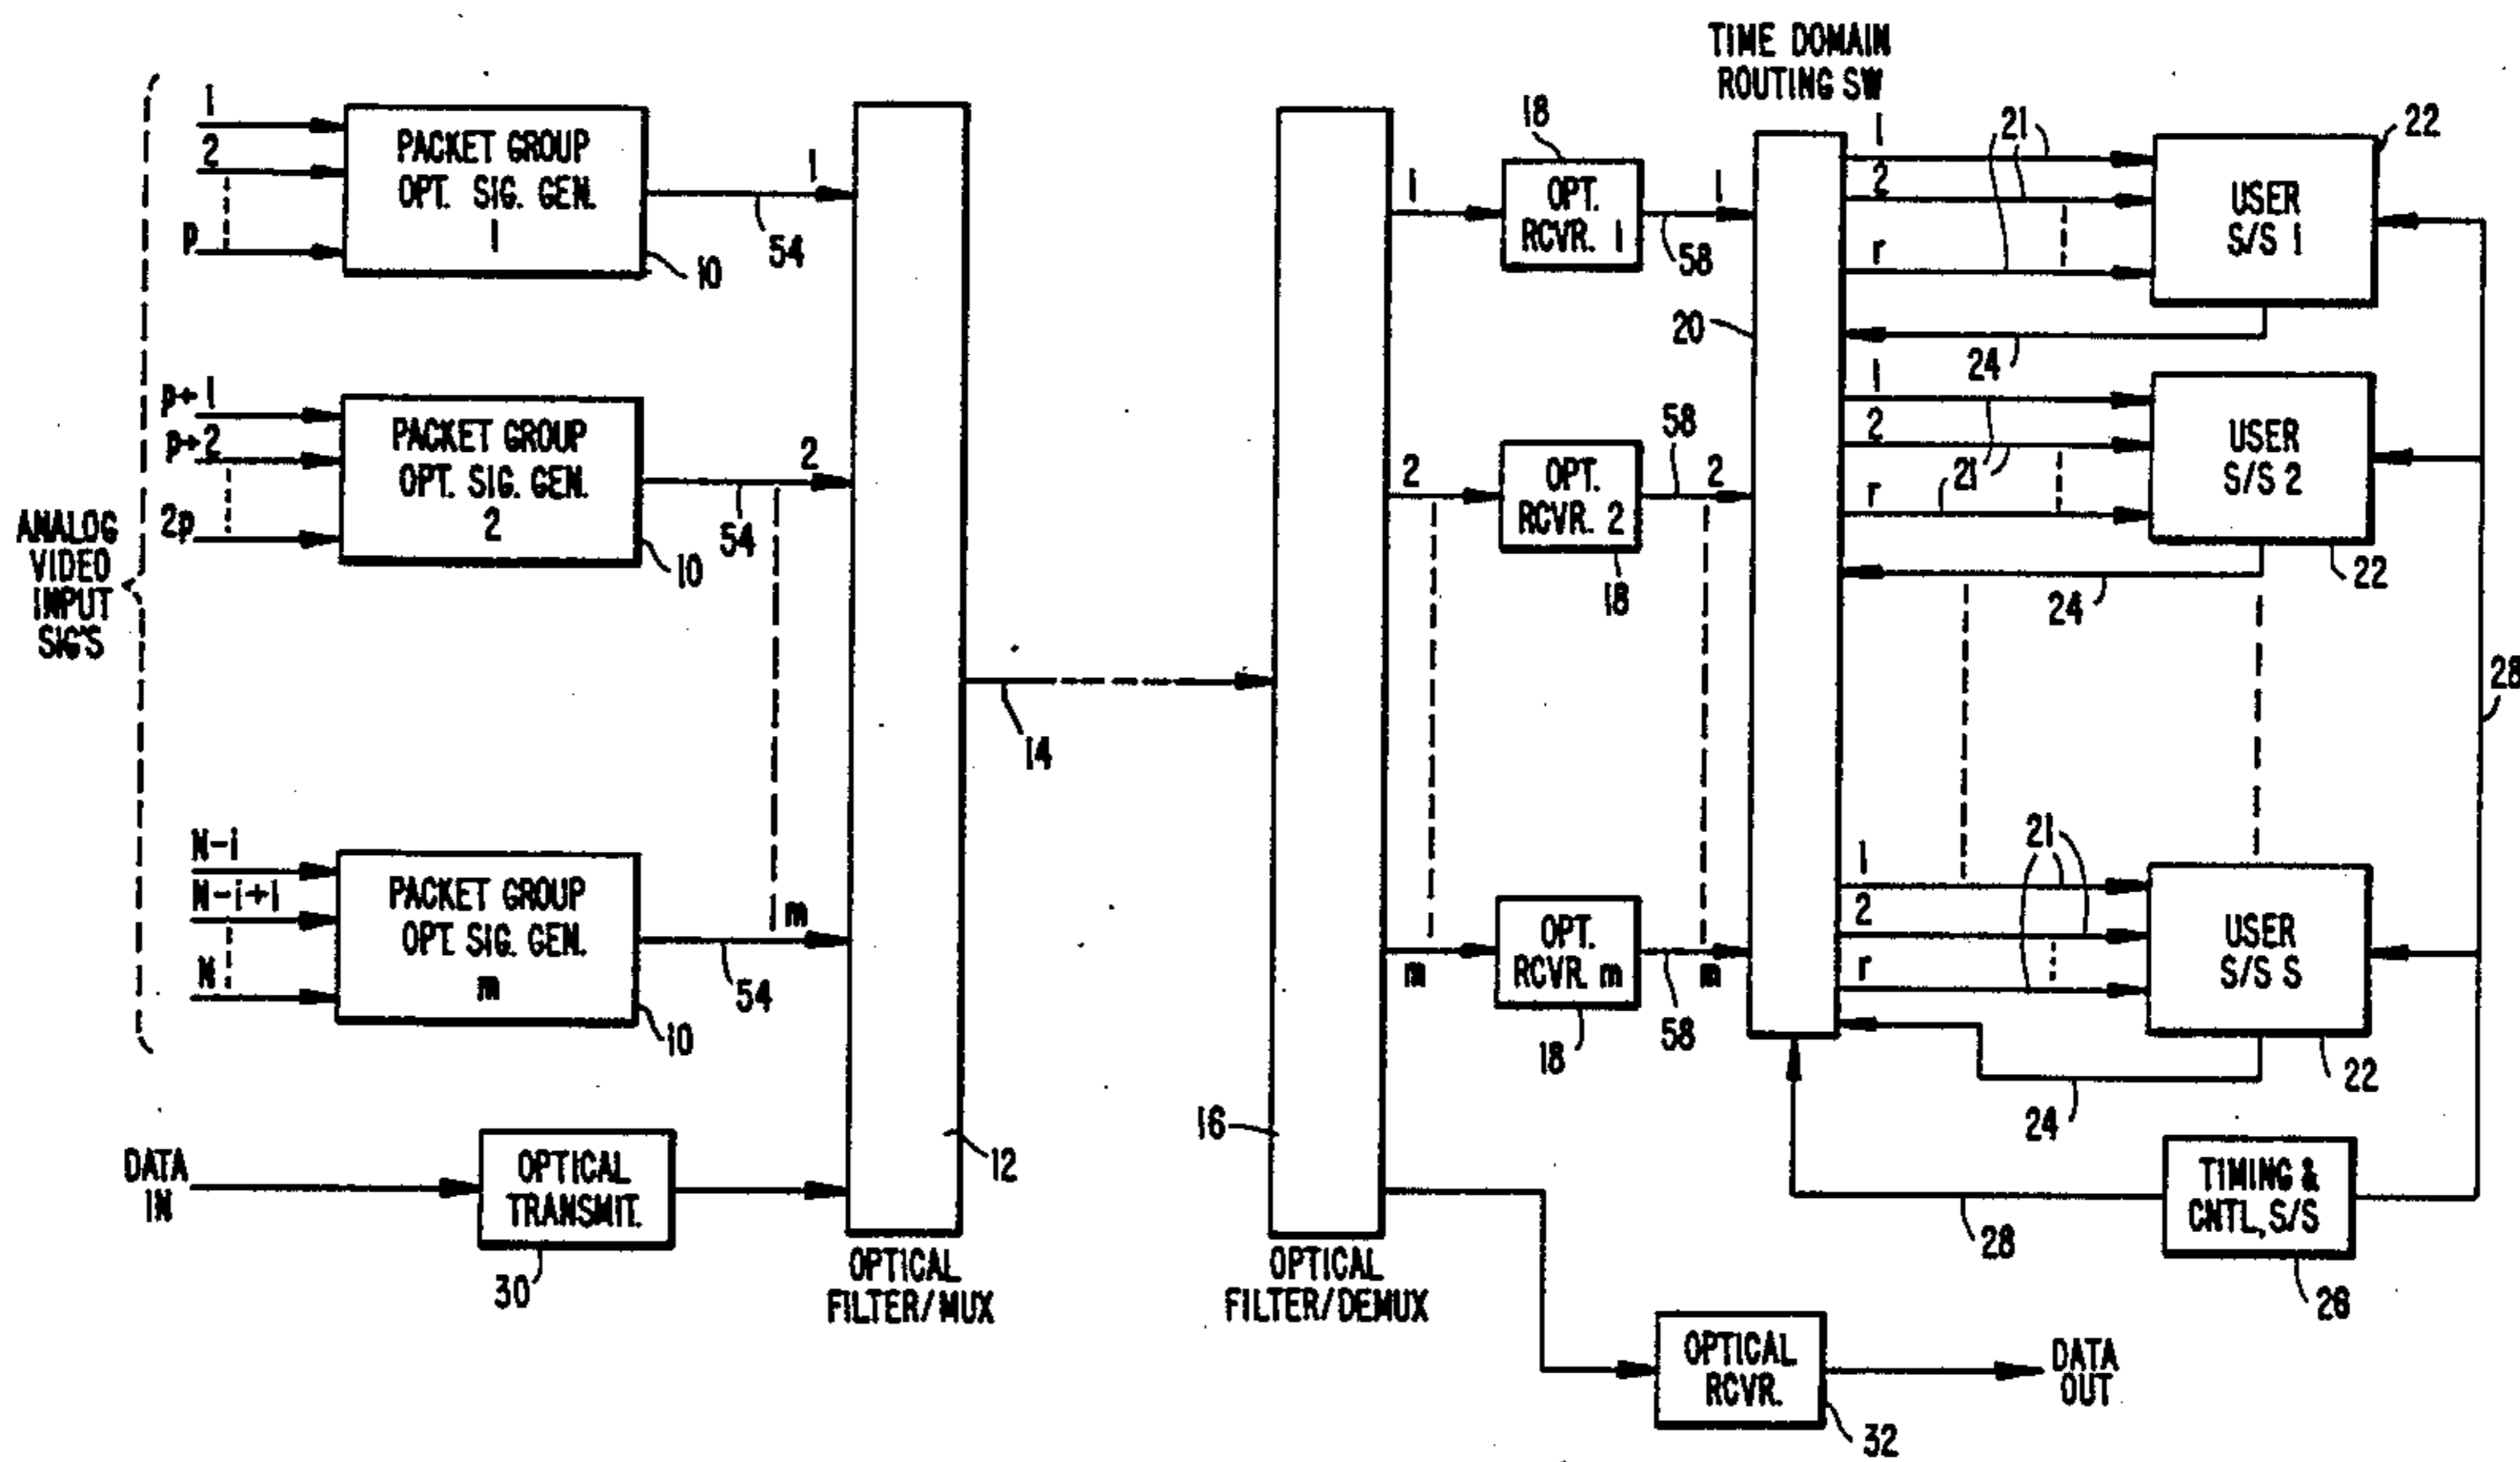 TIME DOMAIN
ROUTING SW
ANALOG
VIDEO
INPUT
SIG'S
1
2
P
PACKET GROUP
OPT. SIG. GEN.
1
10
1
54
p+1
p+2
2p
PACKET GROUP
OPT. SIG. GEN.
2
10
2
54
N-i
N-i+i
N
PACKET GROUP
OPT SIG. GEN.
m
10
m
54
DATA
IN
OPTICAL
TRANSMIT.
30
12
OPTICAL
FILTER/MUX
14
16
OPTICAL
FILTER/DEMUX
1
18
OPT.
RCVR. 1
1
58
2
OPT.
RCVR. 2
18
58
2
m
OPT.
RCVR. m
18
58
m
20
1
2
r
21
USER
S/S 1
22
24
1
2
r
21
USER
S/S 2
22
24
1
2
r
21
USER
S/S S
22
24
28
TIMING &
CNTL, S/S
26
28
OPTICAL
RCVR.
32
DATA
OUT